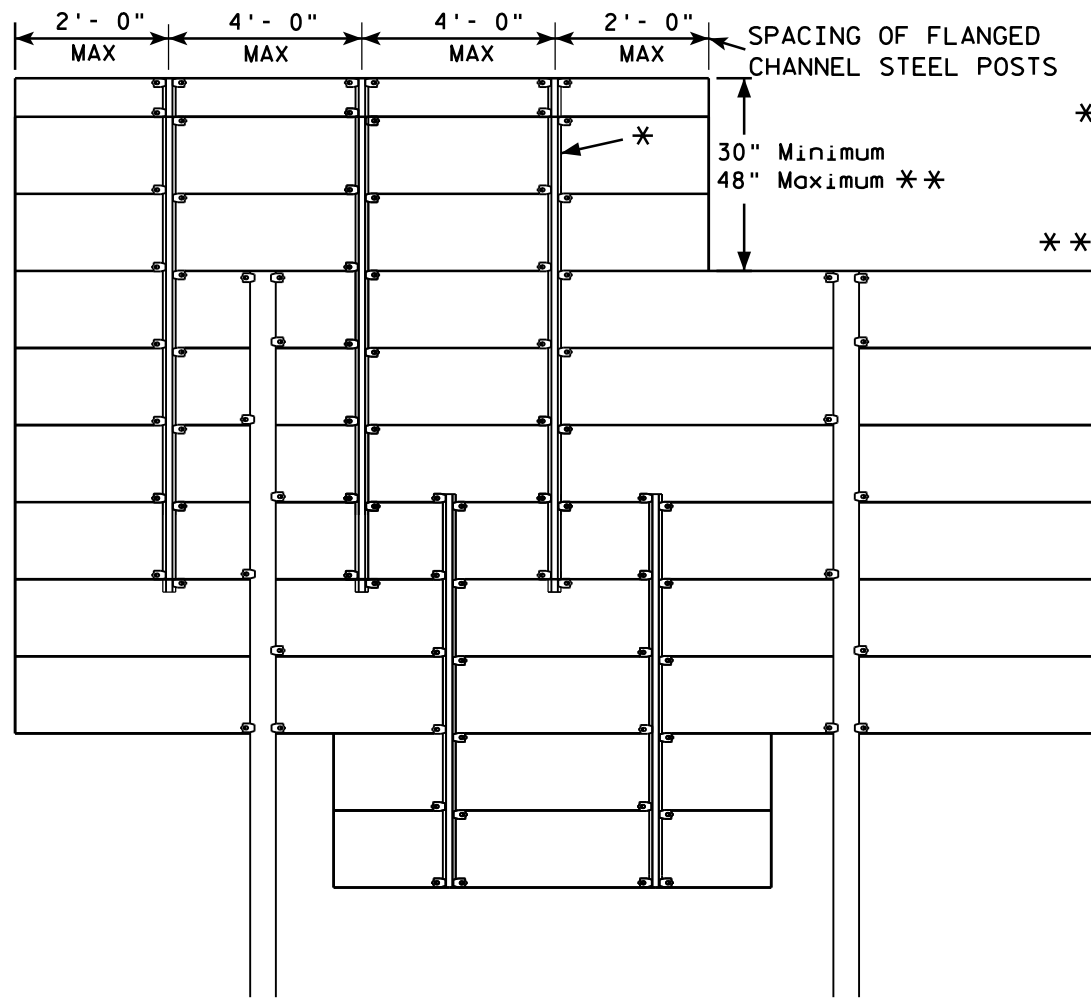 2'- 0" 4'- 0" 4'- 0" 2'- 0"
MAX MAX MAX MAX
SPACING OF FLANGED
CHANNEL STEEL POSTS
*
30" Minimum
48" Maximum **
*
**